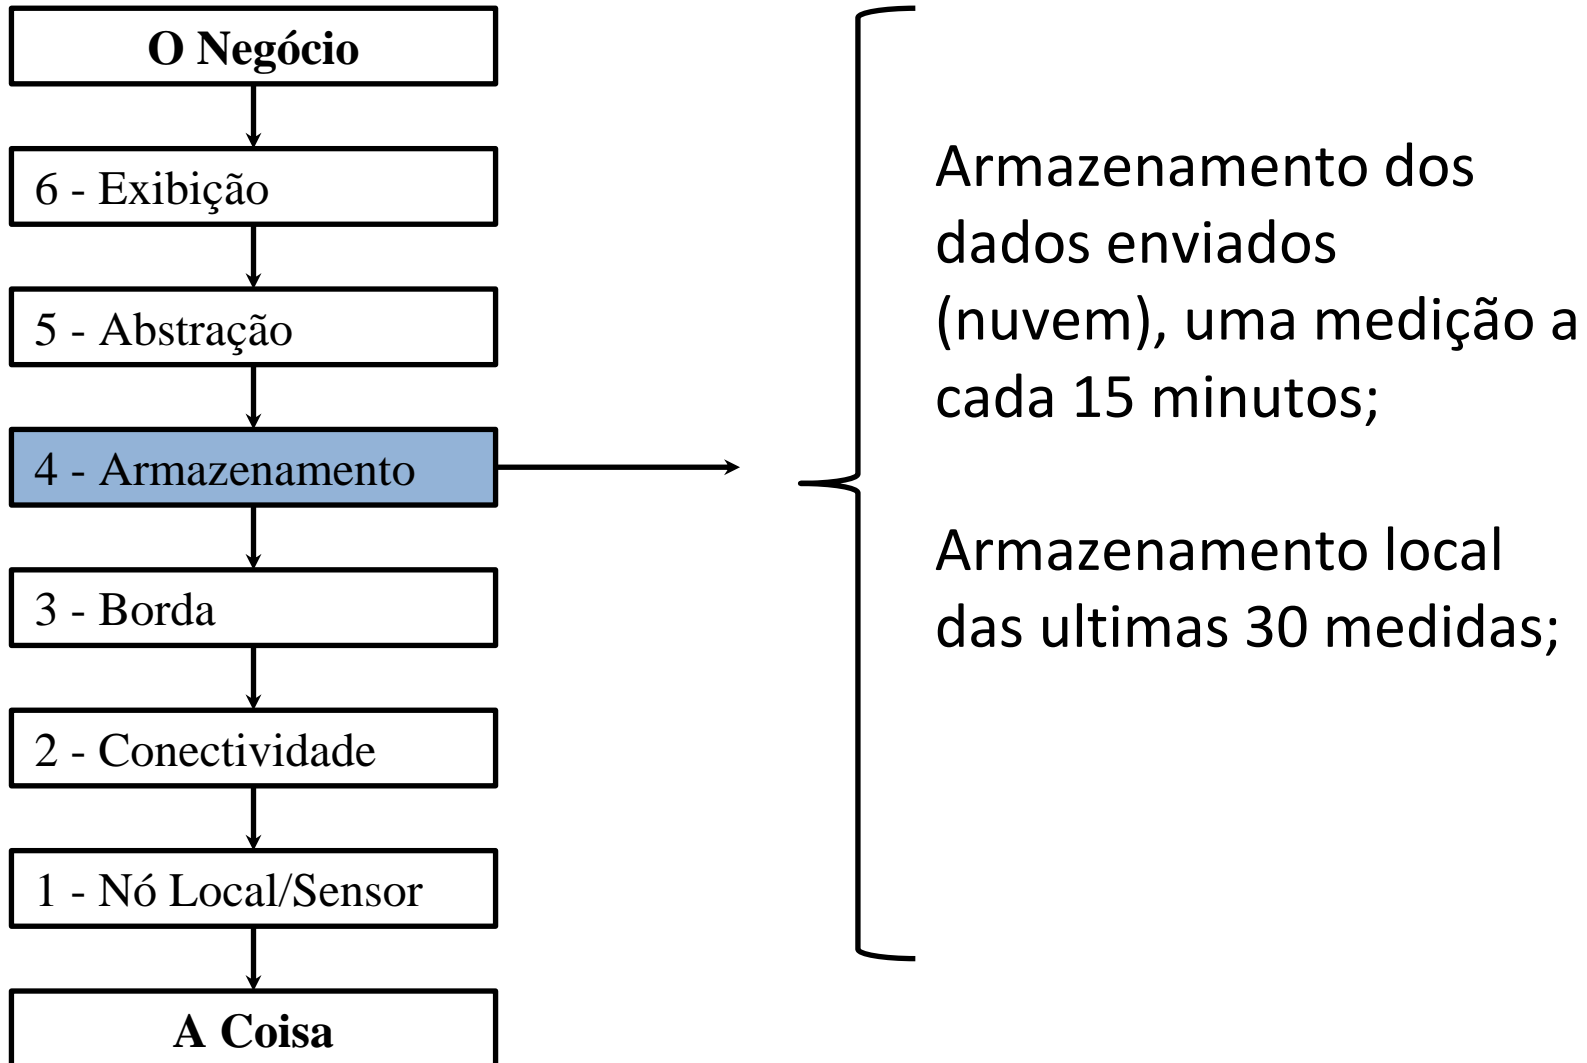 O Negócio
6 - Exibição
5 - Abstração
4 - Armazenamento
3 - Borda
2 - Conectividade
1 - Nó Local/Sensor
A Coisa
Armazenamento dos
dados enviados
(nuvem), uma medição a
cada 15 minutos;
Armazenamento local
das ultimas 30 medidas;